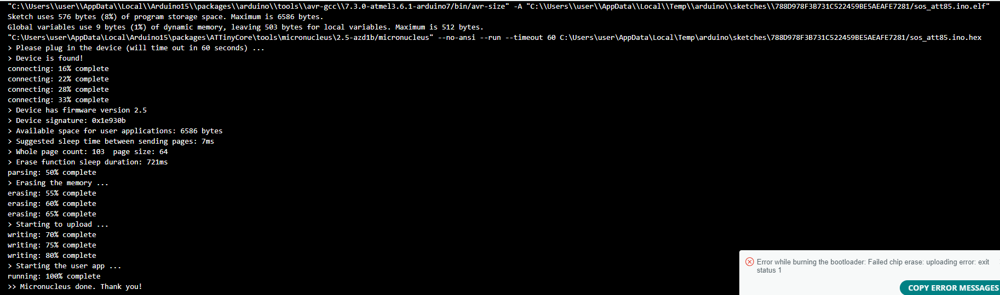 "C:\\Users\\user\\AppData\\Local\\Arduino15\\packages\\arduino\\tools\\avr-gcc\\7.3.0-atmel3.6.1-arduino7/bin/avr-size" -A "C:\\Users\\user\\AppData\\Local\\Temp\\arduino\\sketches\\788D978F3B731C522459BE5AEAFE7281/sos_att85.ino.elf"
Sketch uses 576 bytes (8%) of program storage space. Maximum is 6586 bytes.
Global variables use 9 bytes (1%) of dynamic memory, leaving 503 bytes for local variables. Maximum is 512 bytes.
"C:\Users\user\AppData\Local\Arduino15\packages\ATTinyCore\tools\micronucleus\2.5-azd1b/micronucleus" --no-ansi --run --timeout 60 C:\Users\user\AppData\Local\Temp\arduino\sketches\788D978F3B731C522459BE5AEAFE7281/sos_att85.ino.hex
> Please plug in the device (will time out in 60 seconds) ...
> Device is found!
connecting: 16% complete
connecting: 22% complete
connecting: 28% complete
connecting: 33% complete
> Device has firmware version 2.5
> Device signature: 0x1e930b
> Available space for user applications: 6586 bytes
> Suggested sleep time between sending pages: 7ms
> Whole page count: 103  page size: 64
> Erase function sleep duration: 721ms
parsing: 50% complete
> Erasing the memory ...
erasing: 55% complete
erasing: 60% complete
erasing: 65% complete
> Starting to upload ...
writing: 70% complete
writing: 75% complete
writing: 80% complete
> Starting the user app ...
running: 100% complete
>> Micronucleus done. Thank you!
Error while burning the bootloader: Failed chip erase: uploading error: exit
status 1
COPY ERROR MESSAGES